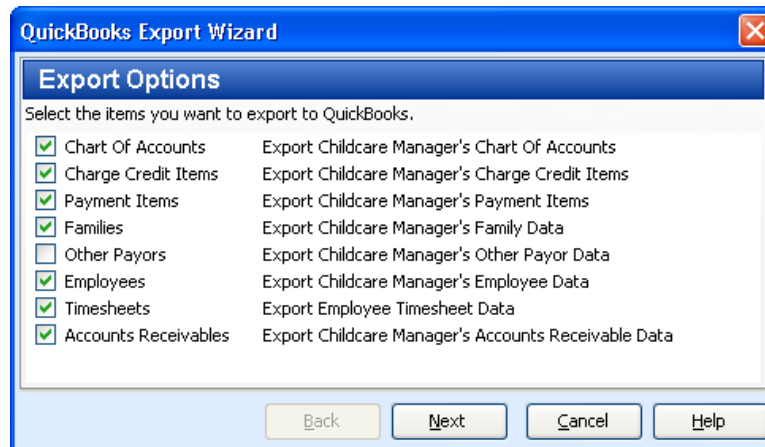 QuickBooks Export Wizard
Export Options
Select the items you want to export to QuickBooks.
Chart Of Accounts Export Childcare Manager's Chart Of Accounts
Charge Credit Items Export Childcare Manager's Charge Credit Items
Payment Items Export Childcare Manager's Payment Items
Families Export Childcare Manager's Family Data
Other Payors Export Childcare Manager's Other Payor Data
Employees Export Childcare Manager's Employee Data
Timesheets Export Employee Timesheet Data
Accounts Receivables Export Childcare Manager's Accounts Receivable Data
Back Next Cancel Help